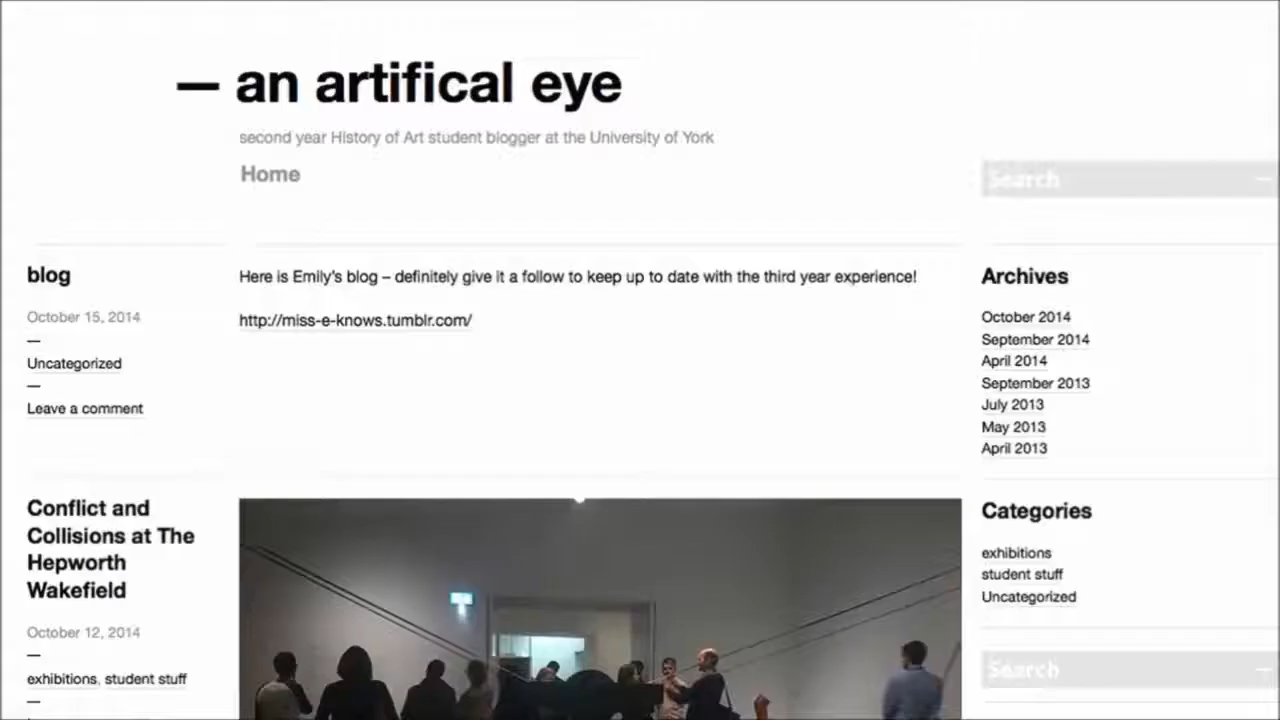 — an artifical eye
second year History of Art student blogger at the University of York
Home
Search —
blog
October 15, 2014
—
Uncategorized
—
Leave a comment
Here is Emily's blog – definitely give it a follow to keep up to date with the third year experience!
http://miss-e-knows.tumblr.com/
Archives
October 2014
September 2014
April 2014
September 2013
July 2013
May 2013
April 2013
Conflict and
Collisions at The
Hepworth
Wakefield
October 12, 2014
—
exhibitions, student stuff
—
Categories
exhibitions
student stuff
Uncategorized
Search —